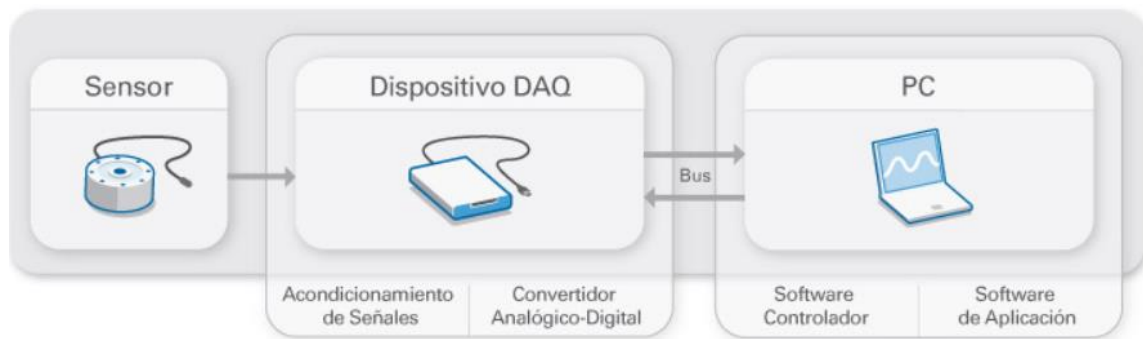 Sensor
Dispositivo DAQ
PC
Bus
Acondicionamiento
de Señales
Convertidor
Analógico-Digital
Software
Controlador
Software
de Aplicación